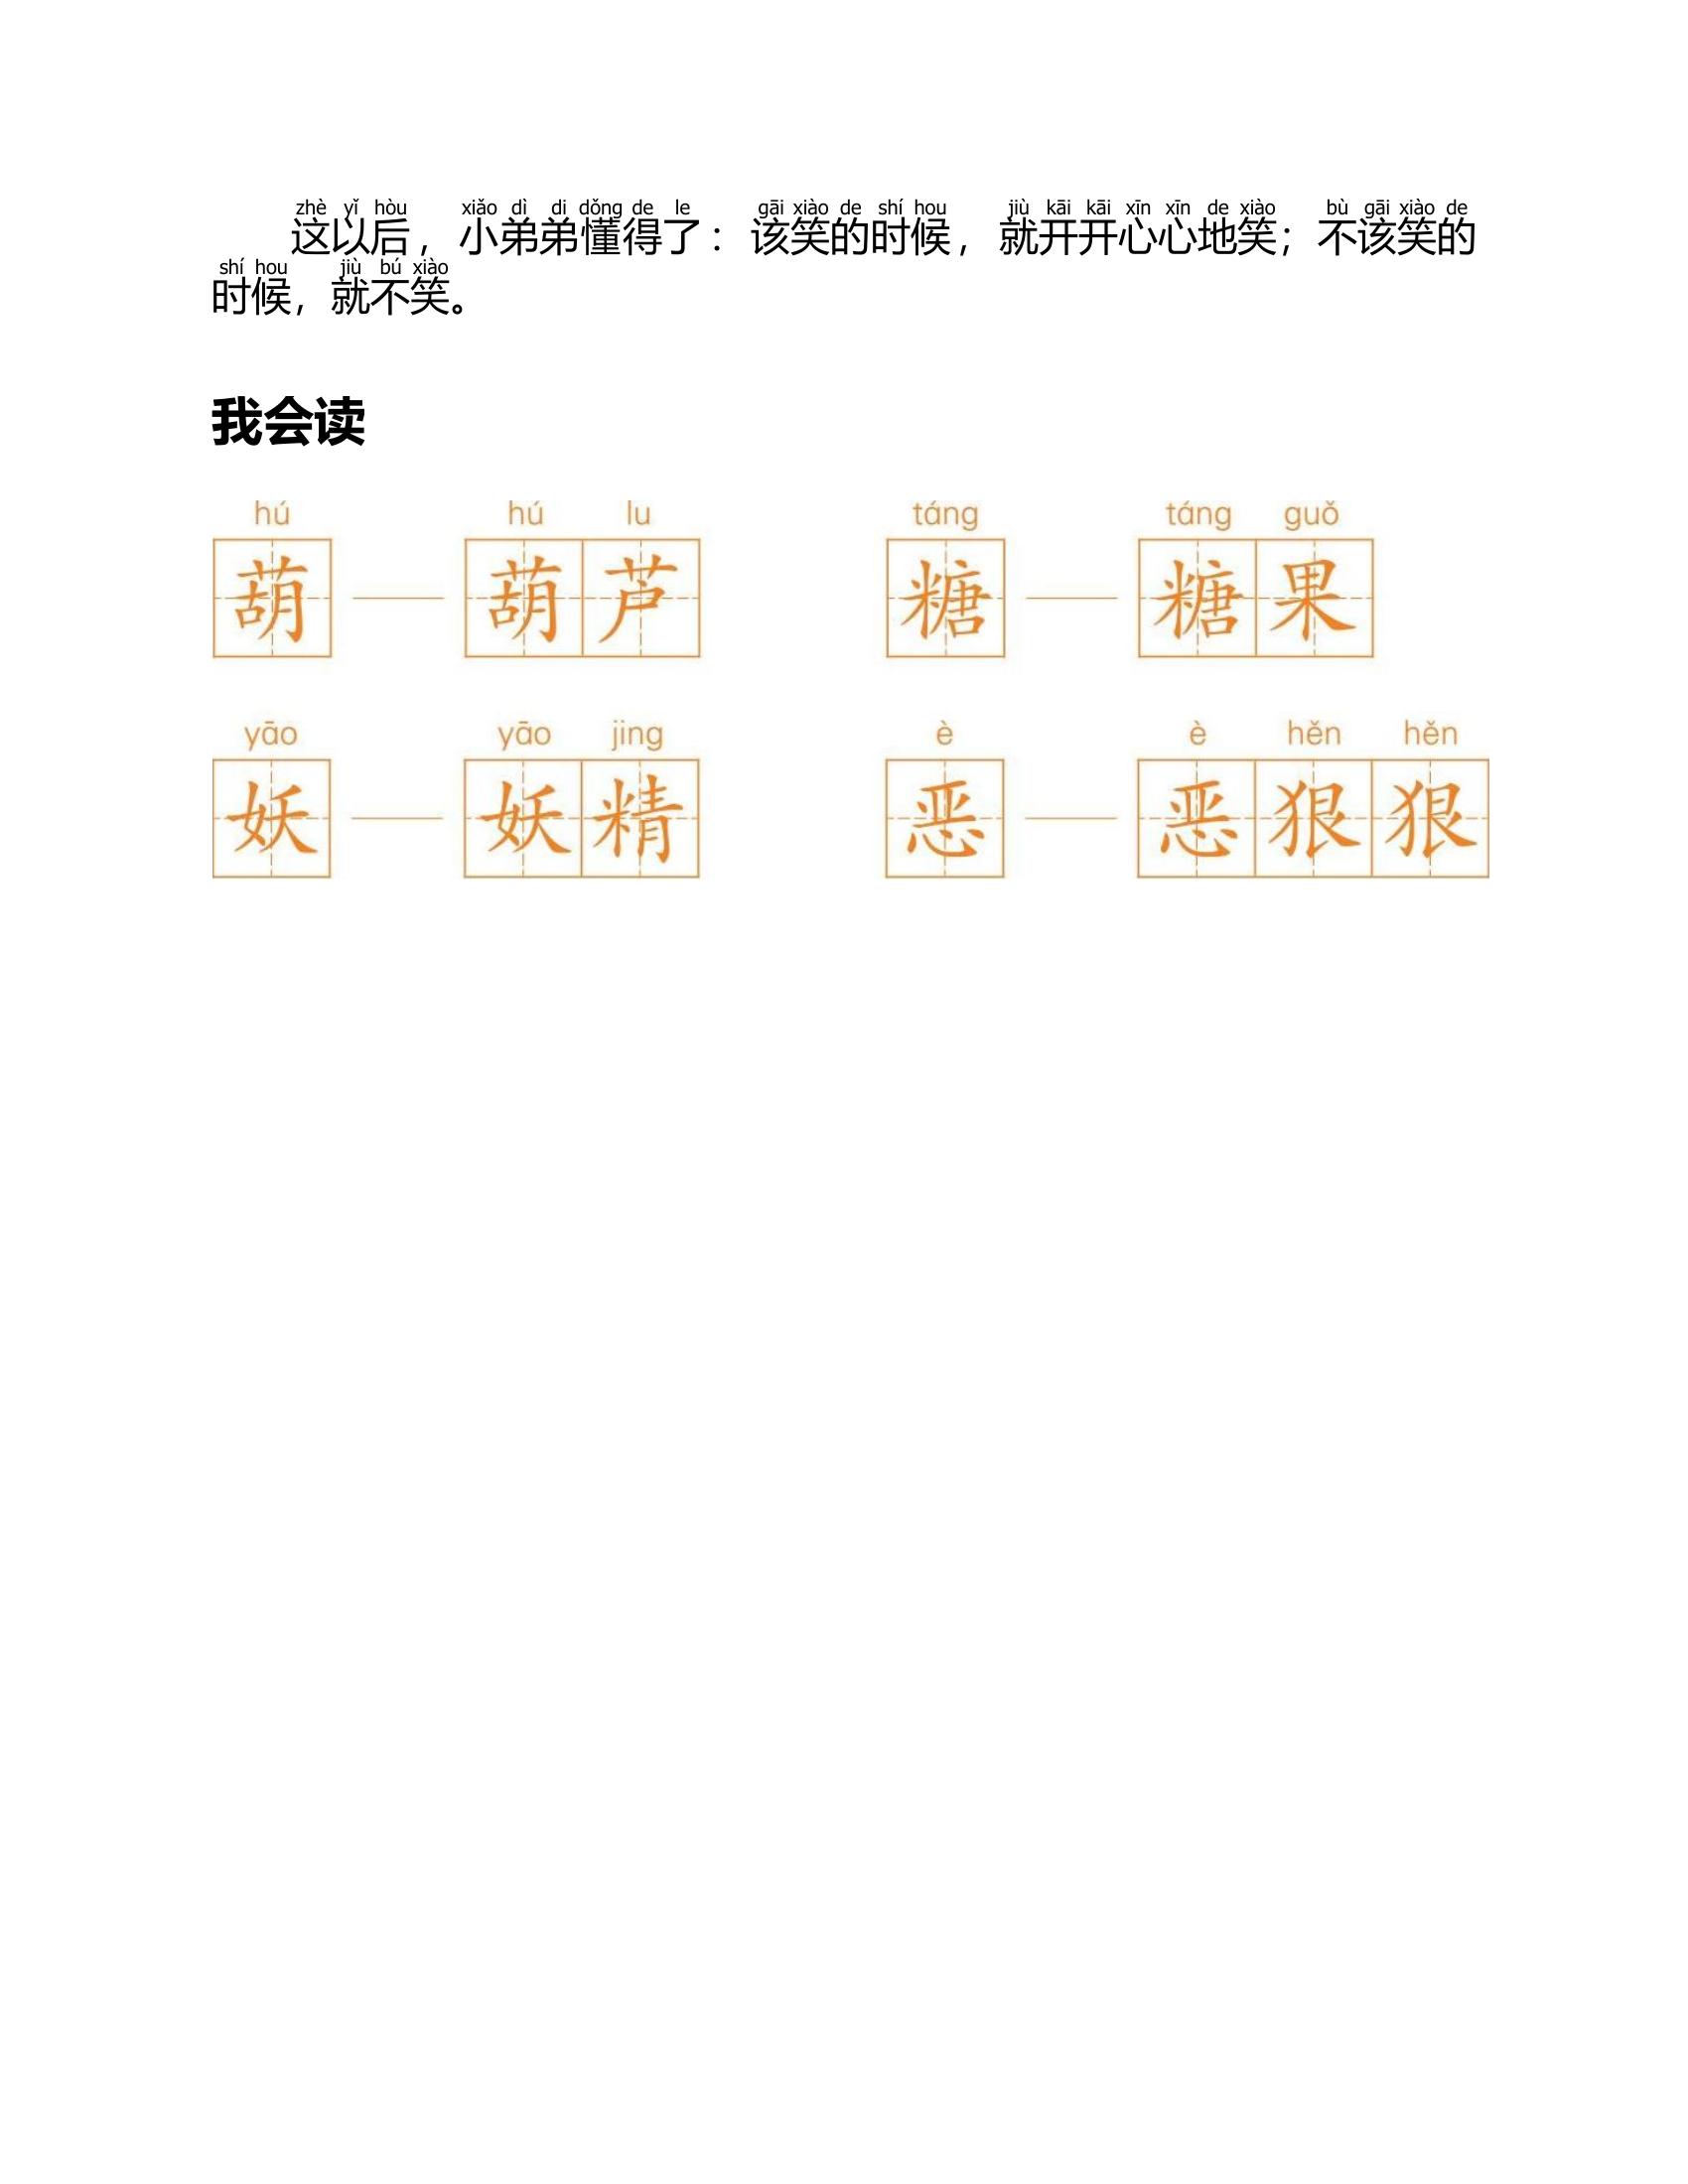 zhè yǐ hòu xiǎo dì di dǒng de le gāi xiào de shí hou jiù kāi kāi xīn xīn de xiào bù gāi xiào de
这以后，小弟弟懂得了：该笑的时候，就开开心心地笑；不该笑的
shí hou jiù bú xiào
时候，就不笑。
我会读
hú hú lu táng táng guǒ
葫 葫芦 糖 糖果
yāo yāo jing è è hěn hěn
妖 妖精 恶 恶狠狠